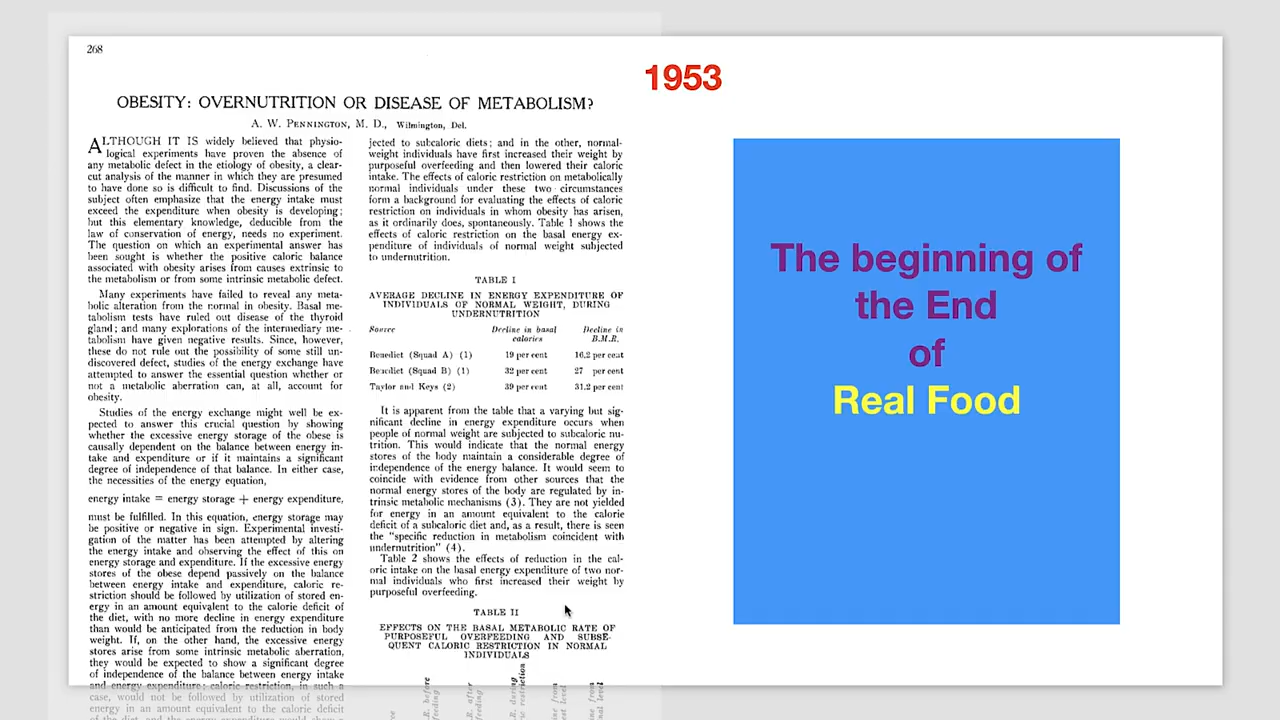 268
1953
OBESITY: OVERNUTRITION OR DISEASE OF METABOLISM?
A. W. PENNINGTON, M. D., Wilmington, Del.
ALTHOUGH IT IS widely believed that physio-
logical experiments have proven the absence of
any metabolic defect in the etiology of obesity, a clear-
cut analysis of the manner in which they are presumed
to have done so is difficult to find. Discussions of the
subject often emphasize that the energy intake must
exceed the expenditure when obesity is developing;
but this elementary knowledge, deducible from the
law of conservation of energy, needs no experiment.
The question on which an experimental answer has
been sought is whether the positive caloric balance
associated with obesity arises from causes extrinsic to
the metabolism or from some intrinsic metabolic defect.
Many experiments have failed to reveal any meta-
bolic alteration from the normal in obesity. Basal me-
tabolism tests have ruled out disease of the thyroid
gland; and many explorations of the intermediary me-
tabolism have given negative results. Since, however,
these do not rule out the possibility of some still un-
discovered defect, studies of the energy exchange have
attempted to answer the essential question whether or
not a metabolic aberration can, at all, account for
obesity.
Studies of the energy exchange might well be ex-
pected to answer this crucial question by showing
whether the excessive energy storage of the obese is
causally dependent on the balance between energy in-
take and expenditure or if it maintains a significant
degree of independence of that balance. In either case,
the necessities of the energy equation,
energy intake = energy storage + energy expenditure,
must be fulfilled. In this equation, energy storage may
be positive or negative in sign. Experimental investi-
gation of the matter has been attempted by altering
the energy intake and observing the effect of this on
energy storage and expenditure. If the excessive energy
stores of the obese depend passively on the balance
between energy intake and expenditure, caloric re-
striction should be followed by utilization of stored en-
ergy in an amount equivalent to the calorie deficit of
the diet, with no more decline in energy expenditure
than would be anticipated from the reduction in body
weight. If, on the other hand, the excessive energy
stores arise from some intrinsic metabolic aberration,
they would be expected to show a significant degree
of independence of the balance between energy intake
and energy expenditure; caloric restriction, in such a
case, would not be followed by utilization of stored
energy in an amount equivalent to the caloric deficit
of the diet, and the energy expenditure would show a
jected to subcaloric diets; and in the other, normal-
weight individuals have first increased their weight by
purposeful overfeeding and then lowered their caloric
intake. The effects of caloric restriction on metabolically
normal individuals under these two circumstances
form a background for evaluating the effects of caloric
restriction on individuals in whom obesity has arisen,
as it ordinarily does, spontaneously. Table 1 shows the
effects of caloric restriction on the basal energy ex-
penditure of individuals of normal weight subjected
to undernutrition.
TABLE I
AVERAGE DECLINE IN ENERGY EXPENDITURE OF
INDIVIDUALS OF NORMAL WEIGHT, DURING
UNDERNUTRITION
Source Decline in basal calories Decline in B.M.R.
Benedict (Squad A) (1) 19 per cent 16.2 per cent
Benedict (Squad B) (1) 32 per cent 27 per cent
Taylor and Keys (2) 39 per cent 31.2 per cent
It is apparent from the table that a varying but sig-
nificant decline in energy expenditure occurs when
people of normal weight are subjected to subcaloric nu-
trition. This would indicate that the normal energy
stores of the body maintain a considerable degree of
independence of the energy balance. It would seem to
coincide with evidence from other sources that the
normal energy stores of the body are regulated by in-
trinsic metabolic mechanisms (3). They are not yielded
for energy in an amount equivalent to the calorie
deficit of a subcaloric diet and, as a result, there is seen
the "specific reduction in metabolism coincident with
undernutrition" (4).
Table 2 shows the effects of reduction in the cal-
oric intake on the basal energy expenditure of two nor-
mal individuals who first increased their weight by
purposeful overfeeding.
TABLE II
EFFECTS ON THE BASAL METABOLIC RATE OF
PURPOSEFUL OVERFEEDING AND SUBSE-
QUENT CALORIC RESTRICTION IN NORMAL
INDIVIDUALS
before
after
during
restriction
The beginning of
the End
of
Real Food